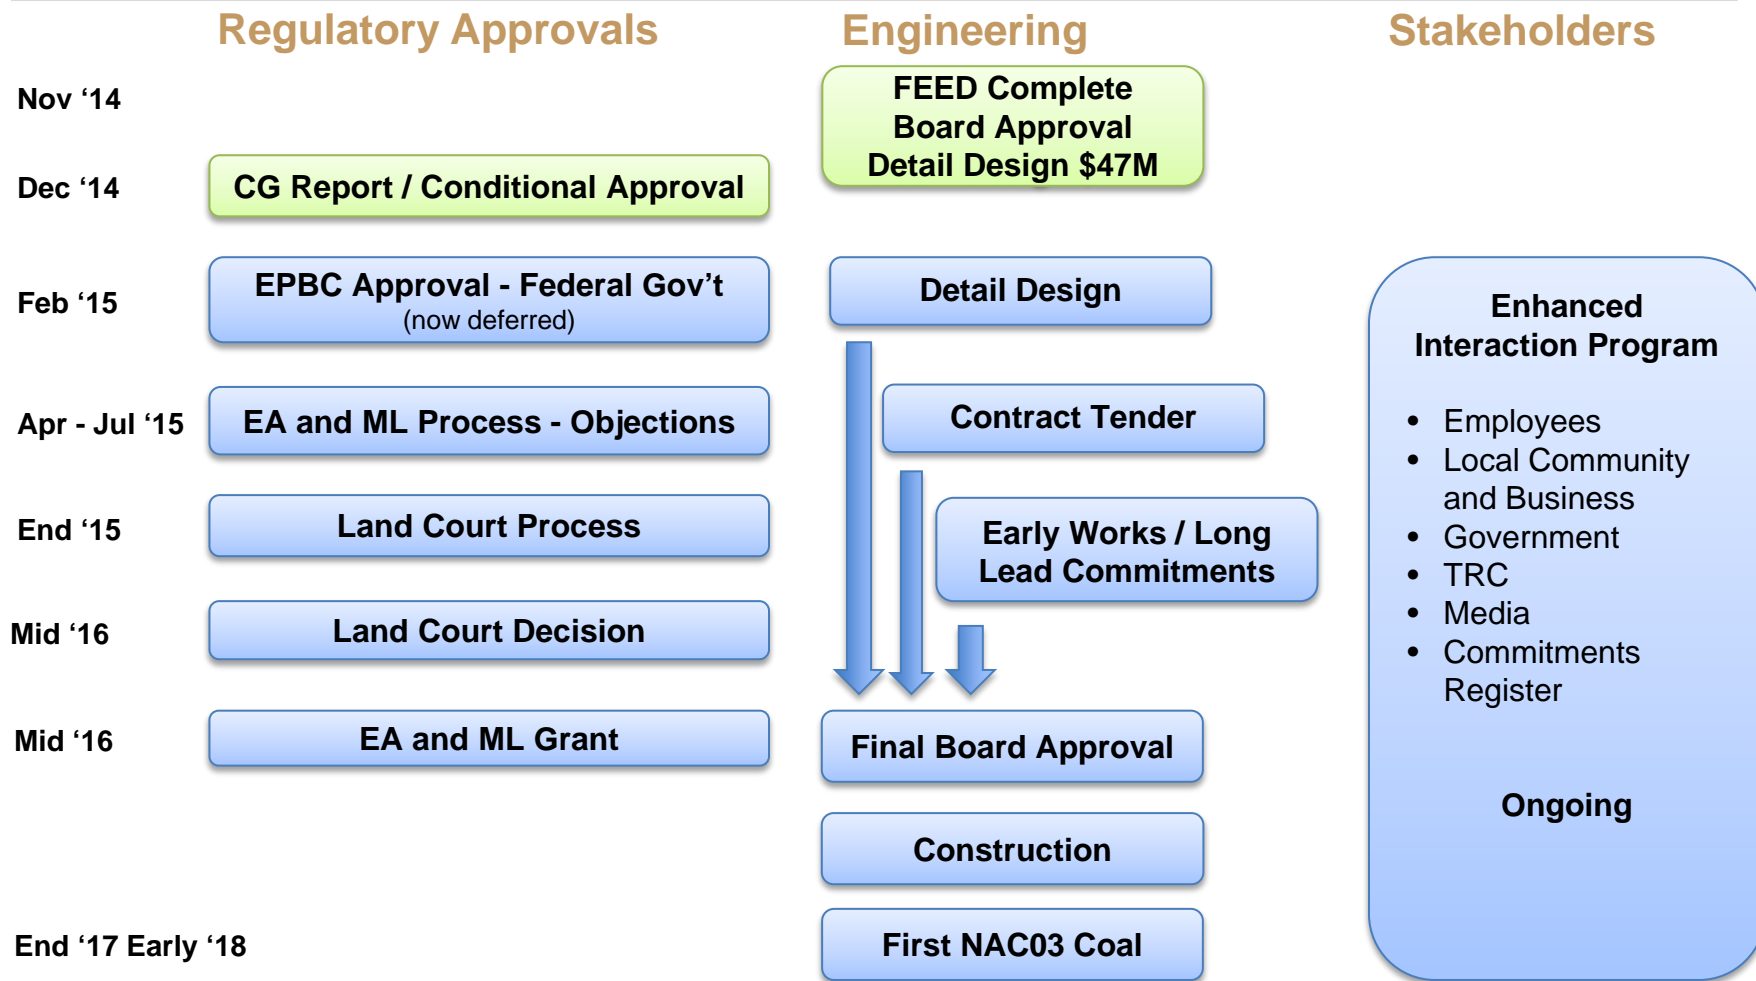 Regulatory Approvals
Engineering
Stakeholders
Nov ‘14
FEED Complete
Board Approval
Detail Design $47M
Dec ‘14
CG Report / Conditional Approval
Feb ‘15
EPBC Approval - Federal Gov’t
(now deferred)
Detail Design
Enhanced
Interaction Program
• Employees
• Local Community
and Business
• Government
• TRC
• Media
• Commitments
Register
Ongoing
Apr - Jul ‘15
EA and ML Process - Objections
Contract Tender
End ‘15
Land Court Process
Early Works / Long
Lead Commitments
Mid ‘16
Land Court Decision
Mid ‘16
EA and ML Grant
Final Board Approval
Construction
End ‘17 Early ‘18
First NAC03 Coal